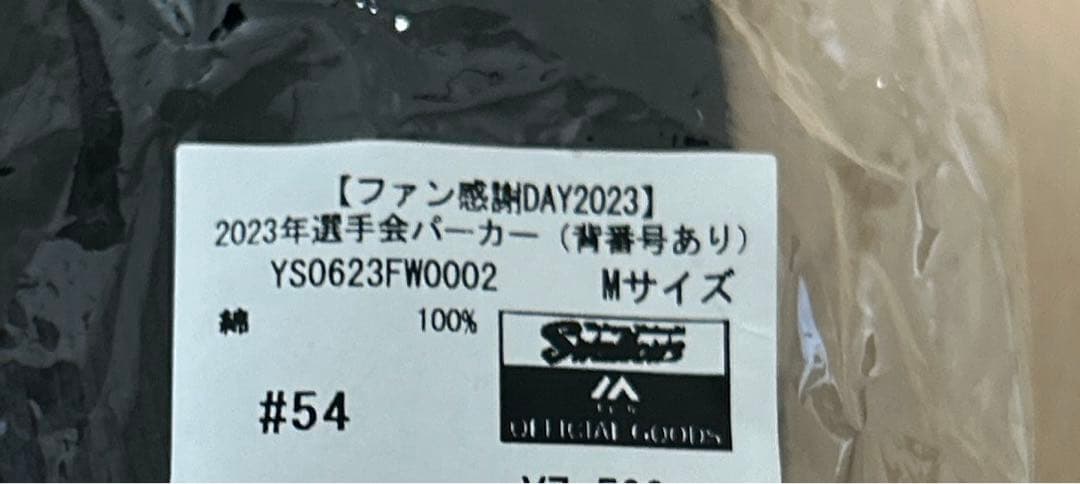 【ファン感謝DAY2023】
2023年選手会パーカー（背番号あり）
YS0623FW0002 Mサイズ
綿 100%
#54
Swallows
OFFICIAL GOODS